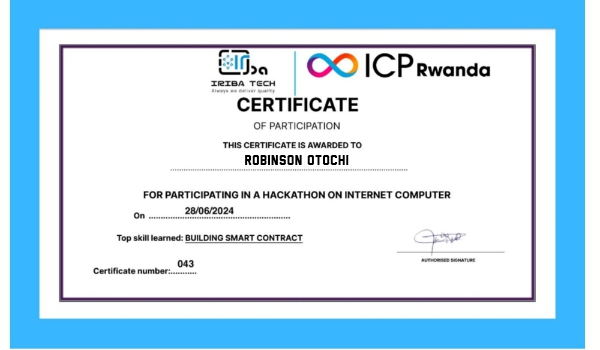 Iriba
IRIBA TECH
Always we deliver quality
ICP Rwanda
CERTIFICATE
OF PARTICIPATION
THIS CERTIFICATE IS AWARDED TO
ROBINSON OTOCHI
FOR PARTICIPATING IN A HACKATHON ON INTERNET COMPUTER
On 28/06/2024
Top skill learned: BUILDING SMART CONTRACT
AUTHORISED SIGNATURE
Certificate number: 043